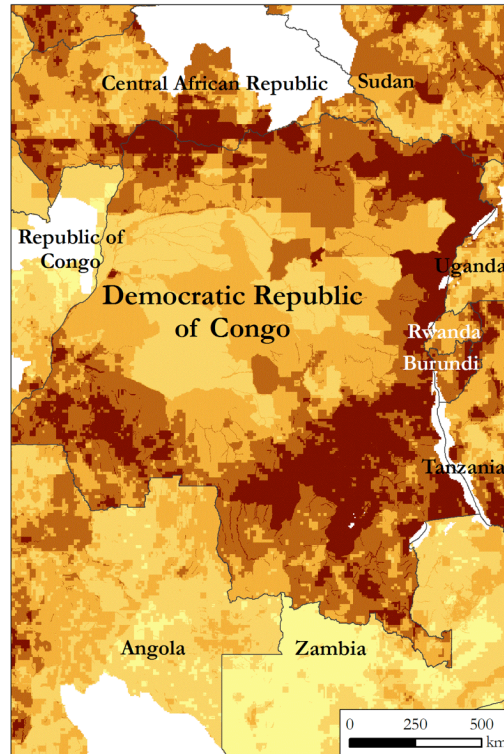 Central African Republic
Sudan
Republic of
Congo
Uganda
Democratic Republic
of Congo
Rwanda
Burundi
Tanzania
Angola
Zambia
0 250 500
km